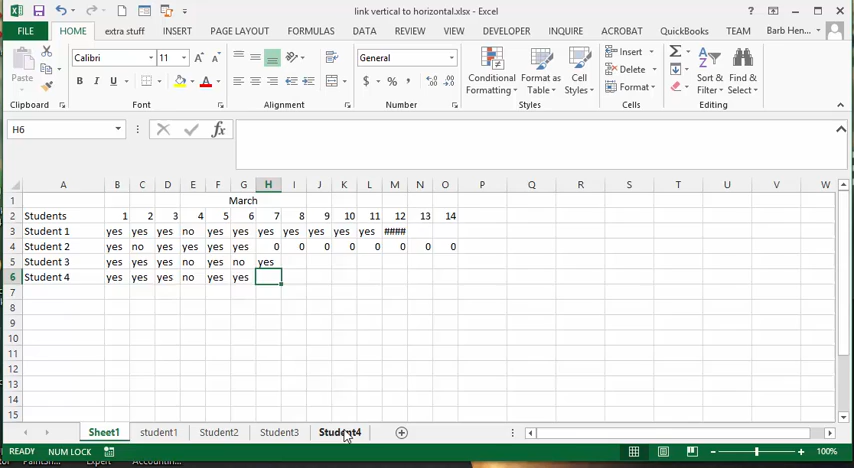 link vertical to horizontal.xlsx - Excel
FILE HOME extra stuff INSERT PAGE LAYOUT FORMULAS DATA REVIEW VIEW DEVELOPER INQUIRE ACROBAT QuickBooks TEAM Barb Hen...
Paste
Calibri 11 A A
B I U A
General
$ % , .00 .0
Conditional Formatting
Format as Table
Cell Styles
Insert
Delete
Format
Sort & Filter
Find & Select
Clipboard Font Alignment Number Styles Cells Editing
H6 fx
A B C D E F G H I J K L M N O P Q R S T U V W
1 March
2 Students 1 2 3 4 5 6 7 8 9 10 11 12 13 14
3 Student 1 yes yes yes no yes yes yes yes yes yes yes ####
4 Student 2 yes no yes yes yes yes 0 0 0 0 0 0 0 0
5 Student 3 yes yes yes no yes no yes
6 Student 4 yes yes yes no yes yes
7
8
9
10
11
12
13
14
15
Sheet1 student1 Student2 Student3 Student4
READY NUM LOCK 100%